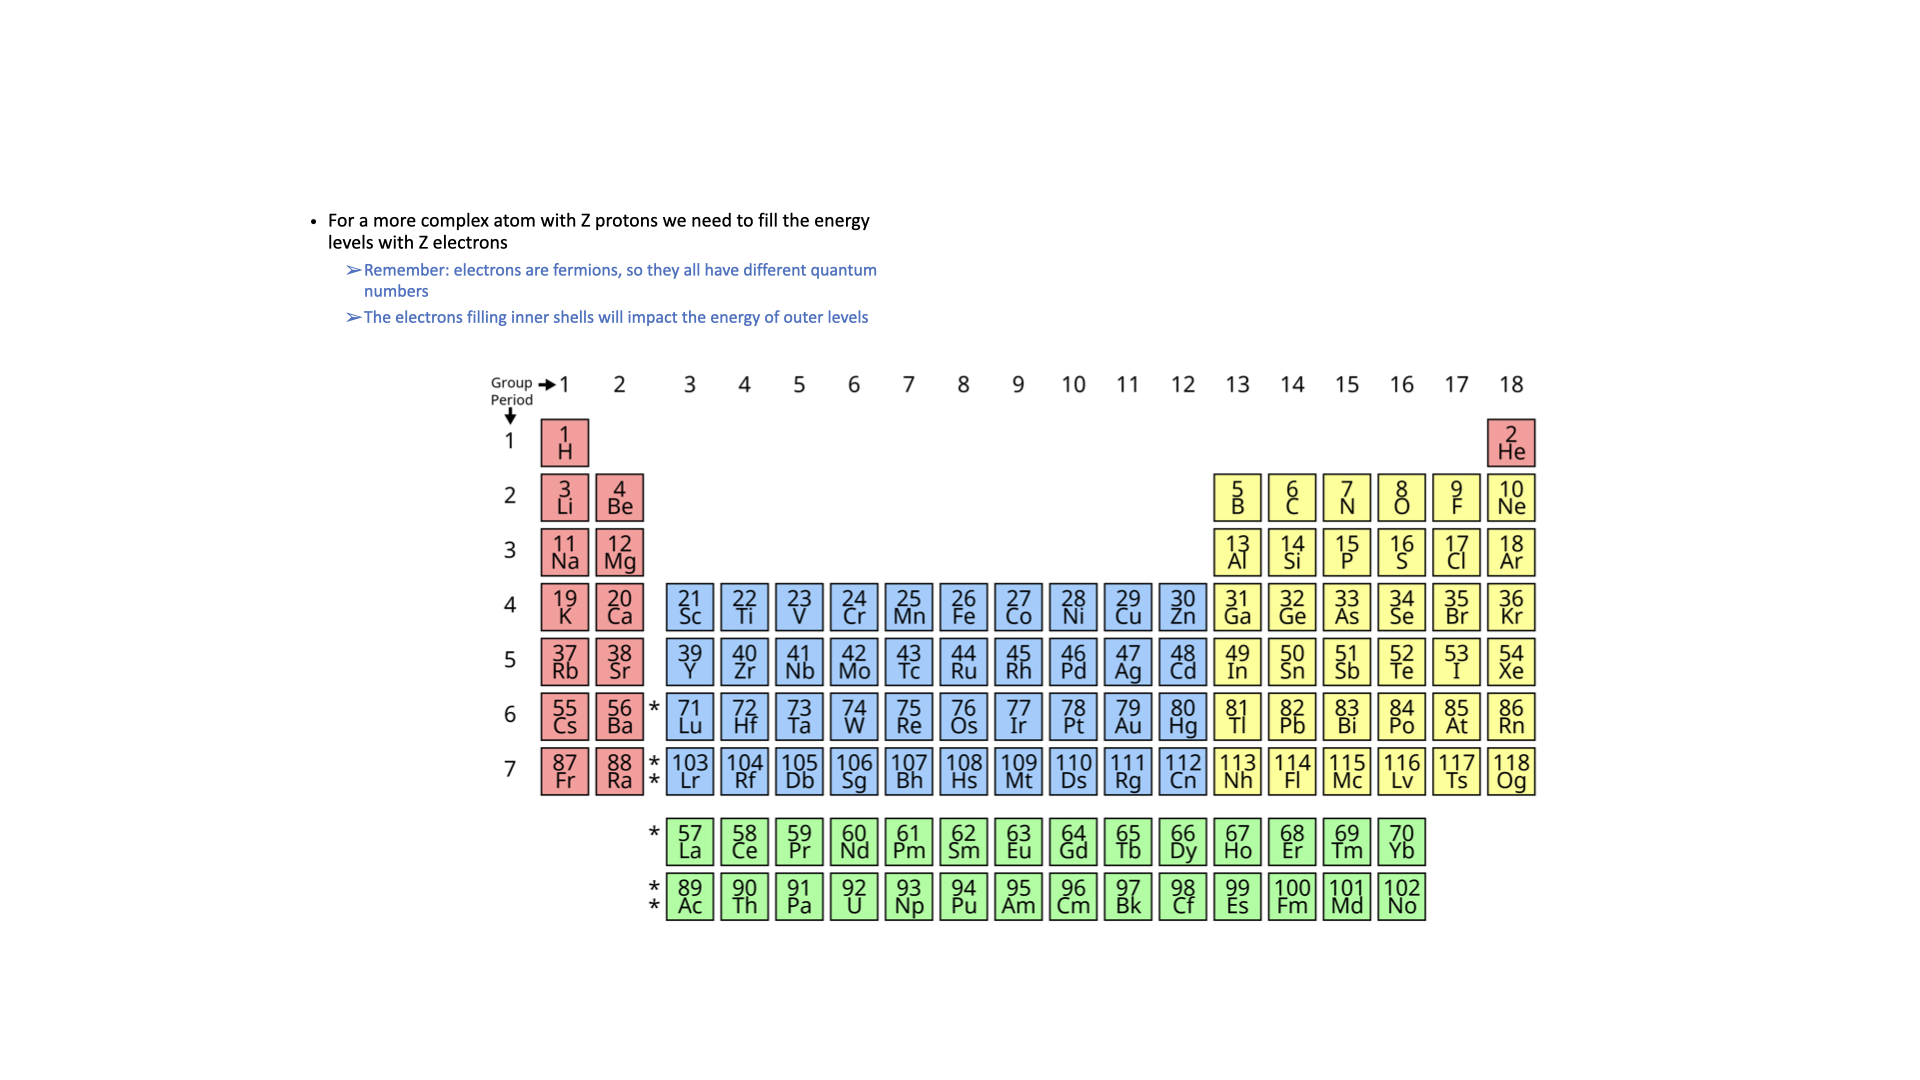 • For a more complex atom with Z protons we need to fill the energy
levels with Z electrons
➢ Remember: electrons are fermions, so they all have different quantum
numbers
➢ The electrons filling inner shells will impact the energy of outer levels
Group → 1 2 3 4 5 6 7 8 9 10 11 12 13 14 15 16 17 18
Period
↓
1 1 2
H He
2 3 4 5 6 7 8 9 10
Li Be B C N O F Ne
3 11 12 13 14 15 16 17 18
Na Mg Al Si P S Cl Ar
4 19 20 21 22 23 24 25 26 27 28 29 30 31 32 33 34 35 36
K Ca Sc Ti V Cr Mn Fe Co Ni Cu Zn Ga Ge As Se Br Kr
5 37 38 39 40 41 42 43 44 45 46 47 48 49 50 51 52 53 54
Rb Sr Y Zr Nb Mo Tc Ru Rh Pd Ag Cd In Sn Sb Te I Xe
6 55 56 * 71 72 73 74 75 76 77 78 79 80 81 82 83 84 85 86
Cs Ba Lu Hf Ta W Re Os Ir Pt Au Hg Tl Pb Bi Po At Rn
7 87 88 * 103 104 105 106 107 108 109 110 111 112 113 114 115 116 117 118
Fr Ra * Lr Rf Db Sg Bh Hs Mt Ds Rg Cn Nh Fl Mc Lv Ts Og
* 57 58 59 60 61 62 63 64 65 66 67 68 69 70
La Ce Pr Nd Pm Sm Eu Gd Tb Dy Ho Er Tm Yb
* 89 90 91 92 93 94 95 96 97 98 99 100 101 102
* Ac Th Pa U Np Pu Am Cm Bk Cf Es Fm Md No